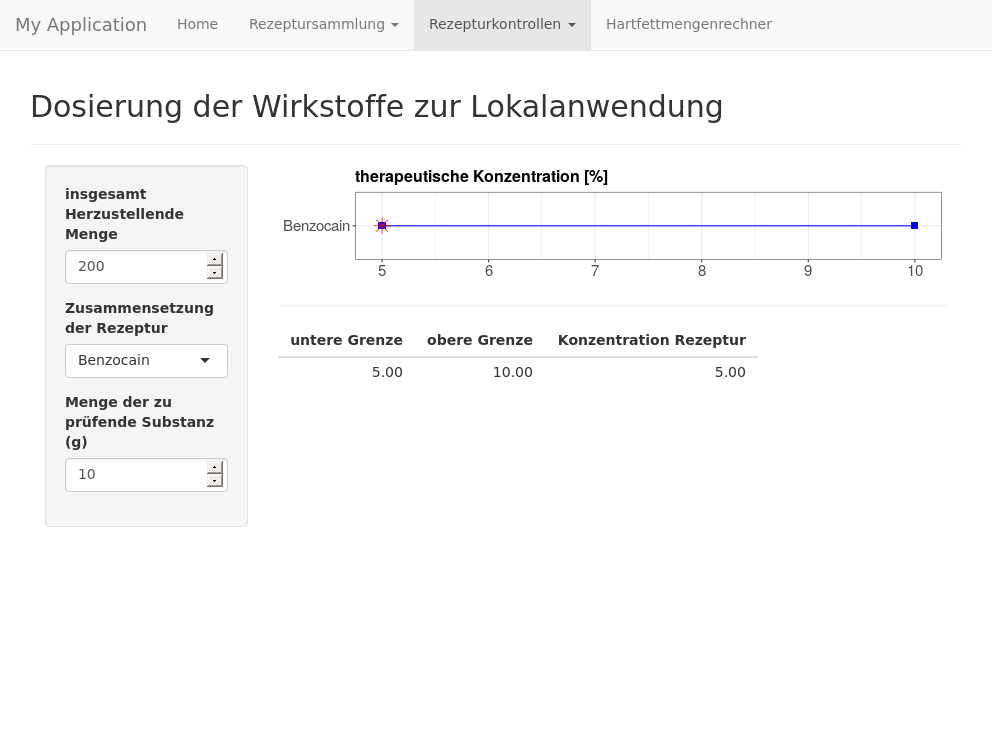 My Application Home Rezeptursammlung Rezepturkontrollen Hartfettmengenrechner
Dosierung der Wirkstoffe zur Lokalanwendung
insgesamt
Herzustellende
Menge
200
Zusammensetzung
der Rezeptur
Benzocain
Menge der zu
prüfende Substanz
(g)
10
therapeutische Konzentration [%]
Benzocain
5 6 7 8 9 10
untere Grenze obere Grenze Konzentration Rezeptur
5.00 10.00 5.00